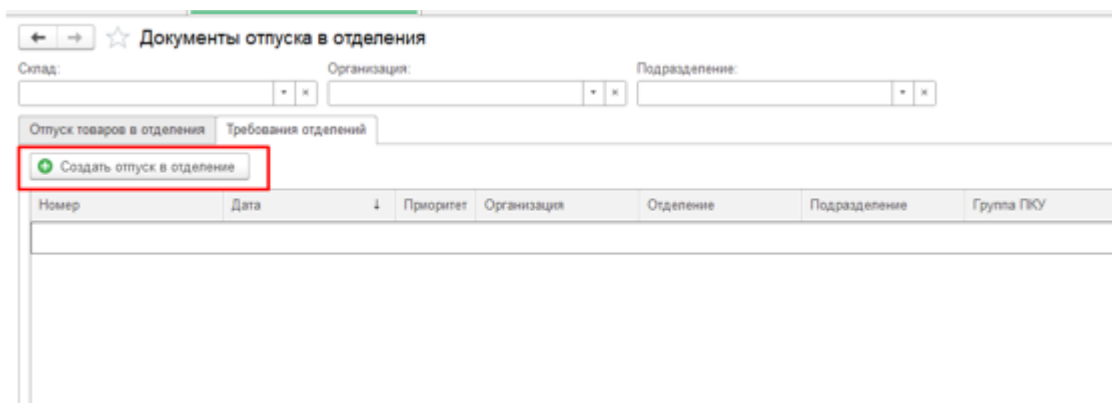 Документы отпуска в отделения
Склад: Организация: Подразделение:
Отпуск товаров в отделения Требования отделений
Создать отпуск в отделение
Номер Дата ↓ Приоритет Организация Отделение Подразделение Группа ПКУ